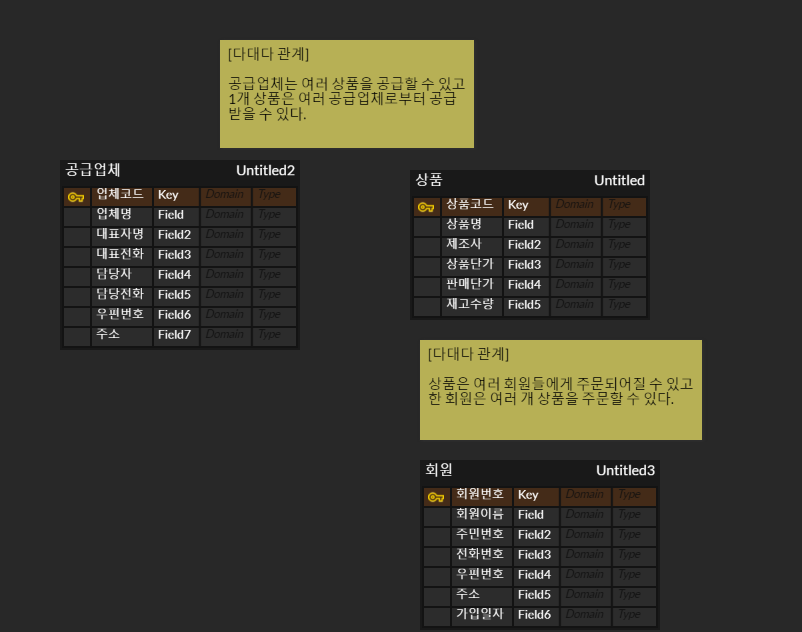 [다대다 관계]
공급업체는 여러 상품을 공급할 수 있고
1개 상품은 여러 공급업체로부터 공급
받을 수 있다.
공급업체 Untitled2
업체코드 Key Domain Type
업체명 Field Domain Type
대표자명 Field2 Domain Type
대표전화 Field3 Domain Type
담당자 Field4 Domain Type
담당전화 Field5 Domain Type
우편번호 Field6 Domain Type
주소 Field7 Domain Type
상품 Untitled
상품코드 Key Domain Type
상품명 Field Domain Type
제조사 Field2 Domain Type
상품단가 Field3 Domain Type
판매단가 Field4 Domain Type
재고수량 Field5 Domain Type
[다대다 관계]
상품은 여러 회원들에게 주문되어질 수 있고
한 회원은 여러 개 상품을 주문할 수 있다.
회원 Untitled3
회원번호 Key Domain Type
회원이름 Field Domain Type
주민번호 Field2 Domain Type
전화번호 Field3 Domain Type
우편번호 Field4 Domain Type
주소 Field5 Domain Type
가입일자 Field6 Domain Type